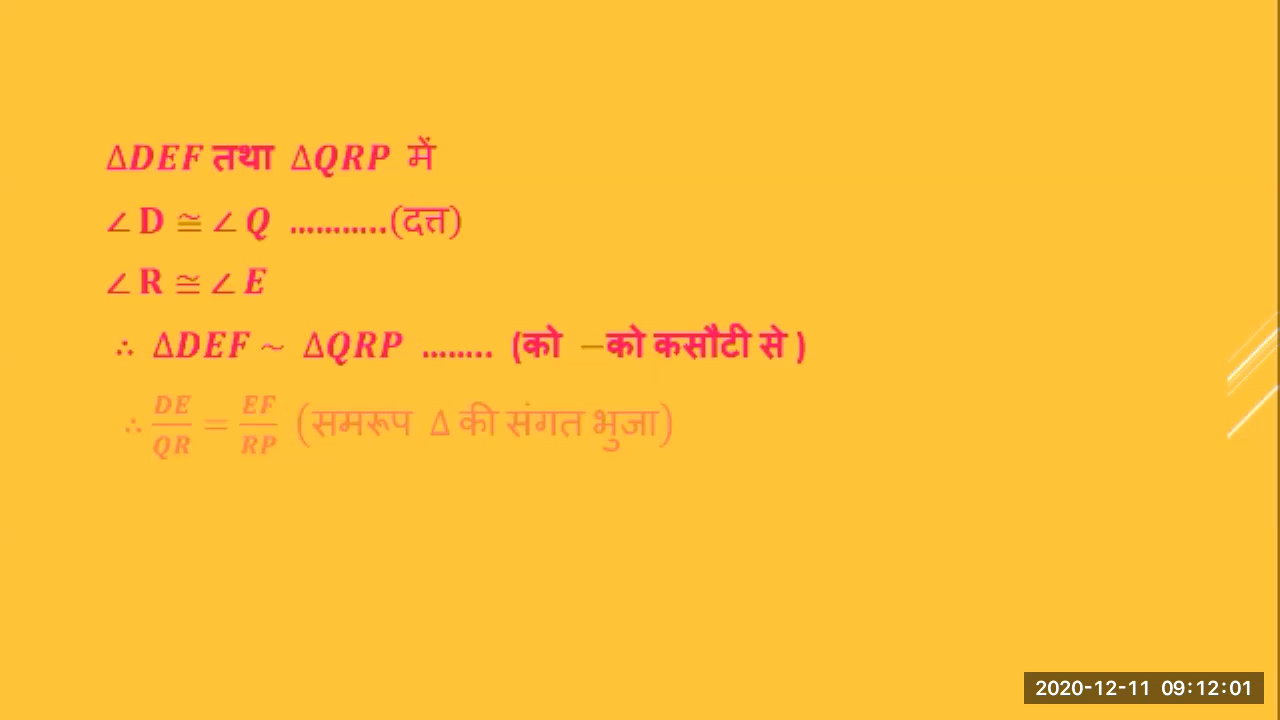 ΔDEF तथा ΔQRP में
∠D ≅ ∠Q ...........(दत्त)
∠R ≅ ∠E
∴ ΔDEF ~ ΔQRP ........ (को –को कसौटी से )
∴ DE/QR = EF/RP (समरूप Δ की संगत भुजा)
2020-12-11 09:12:01